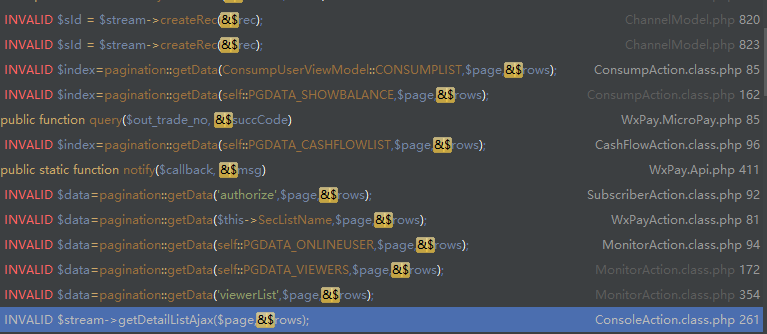 INVALID $sId = $stream->createRec(&$rec); ChannelModel.php 820
INVALID $sId = $stream->createRec(&$rec); ChannelModel.php 823
INVALID $index=pagination::getData(ConsumpUserViewModel::CONSUMPLIST,$page,&$rows); ConsumpAction.class.php 85
INVALID $data=pagination::getData(self::PGDATA_SHOWBALANCE,$page,&$rows); ConsumpAction.class.php 162
public function query($out_trade_no, &$succCode) WxPay.MicroPay.php 85
INVALID $index=pagination::getData(self::PGDATA_CASHFLOWLIST,$page,&$rows); CashFlowAction.class.php 96
public static function notify($callback, &$msg) WxPay.Api.php 411
INVALID $data=pagination::getData('authorize',$page,&$rows); SubscriberAction.class.php 92
INVALID $data=pagination::getData($this->SecListName,$page,&$rows); WxPayAction.class.php 81
INVALID $data=pagination::getData(self::PGDATA_ONLINEUSER,$page,&$rows); MonitorAction.class.php 94
INVALID $data=pagination::getData(self::PGDATA_VIEWERS,$page,&$rows); MonitorAction.class.php 172
INVALID $data=pagination::getData('viewerList',$page,&$rows); MonitorAction.class.php 354
INVALID $stream->getDetailListAjax($page,&$rows); ConsoleAction.class.php 261